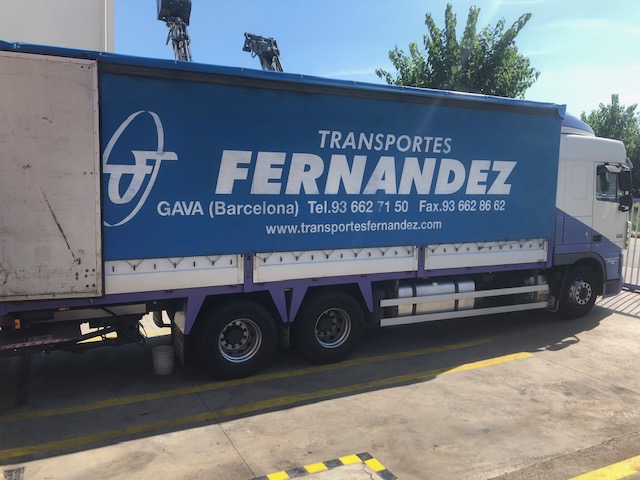 TRANSPORTES
FERNANDEZ
GAVA (Barcelona) Tel.93 662 71 50 Fax.93 662 86 62
www.transportesfernandez.com